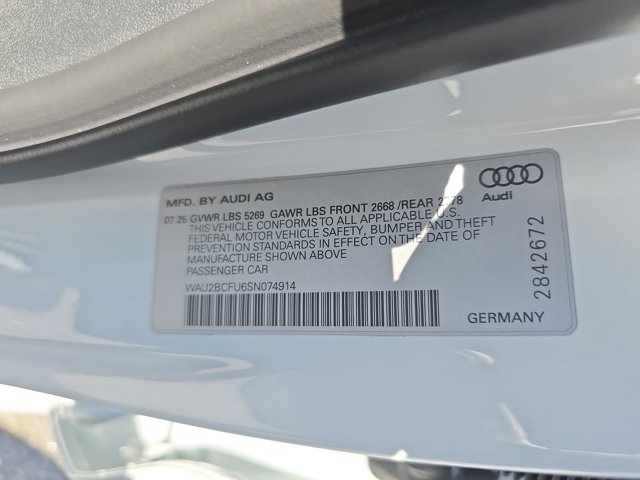 MFD. BY AUDI AG
07 25 GVWR LBS 5269 GAWR LBS FRONT 2668 /REAR
THIS VEHICLE CONFORMS TO ALL APPLICABLE U.S.
FEDERAL MOTOR VEHICLE SAFETY, BUMPER AND THEFT
PREVENTION STANDARDS IN EFFECT ON THE DATE OF
MANUFACTURE SHOWN ABOVE
PASSENGER CAR
WAU2BCFU6SN074914
Audi
2842672
GERMANY